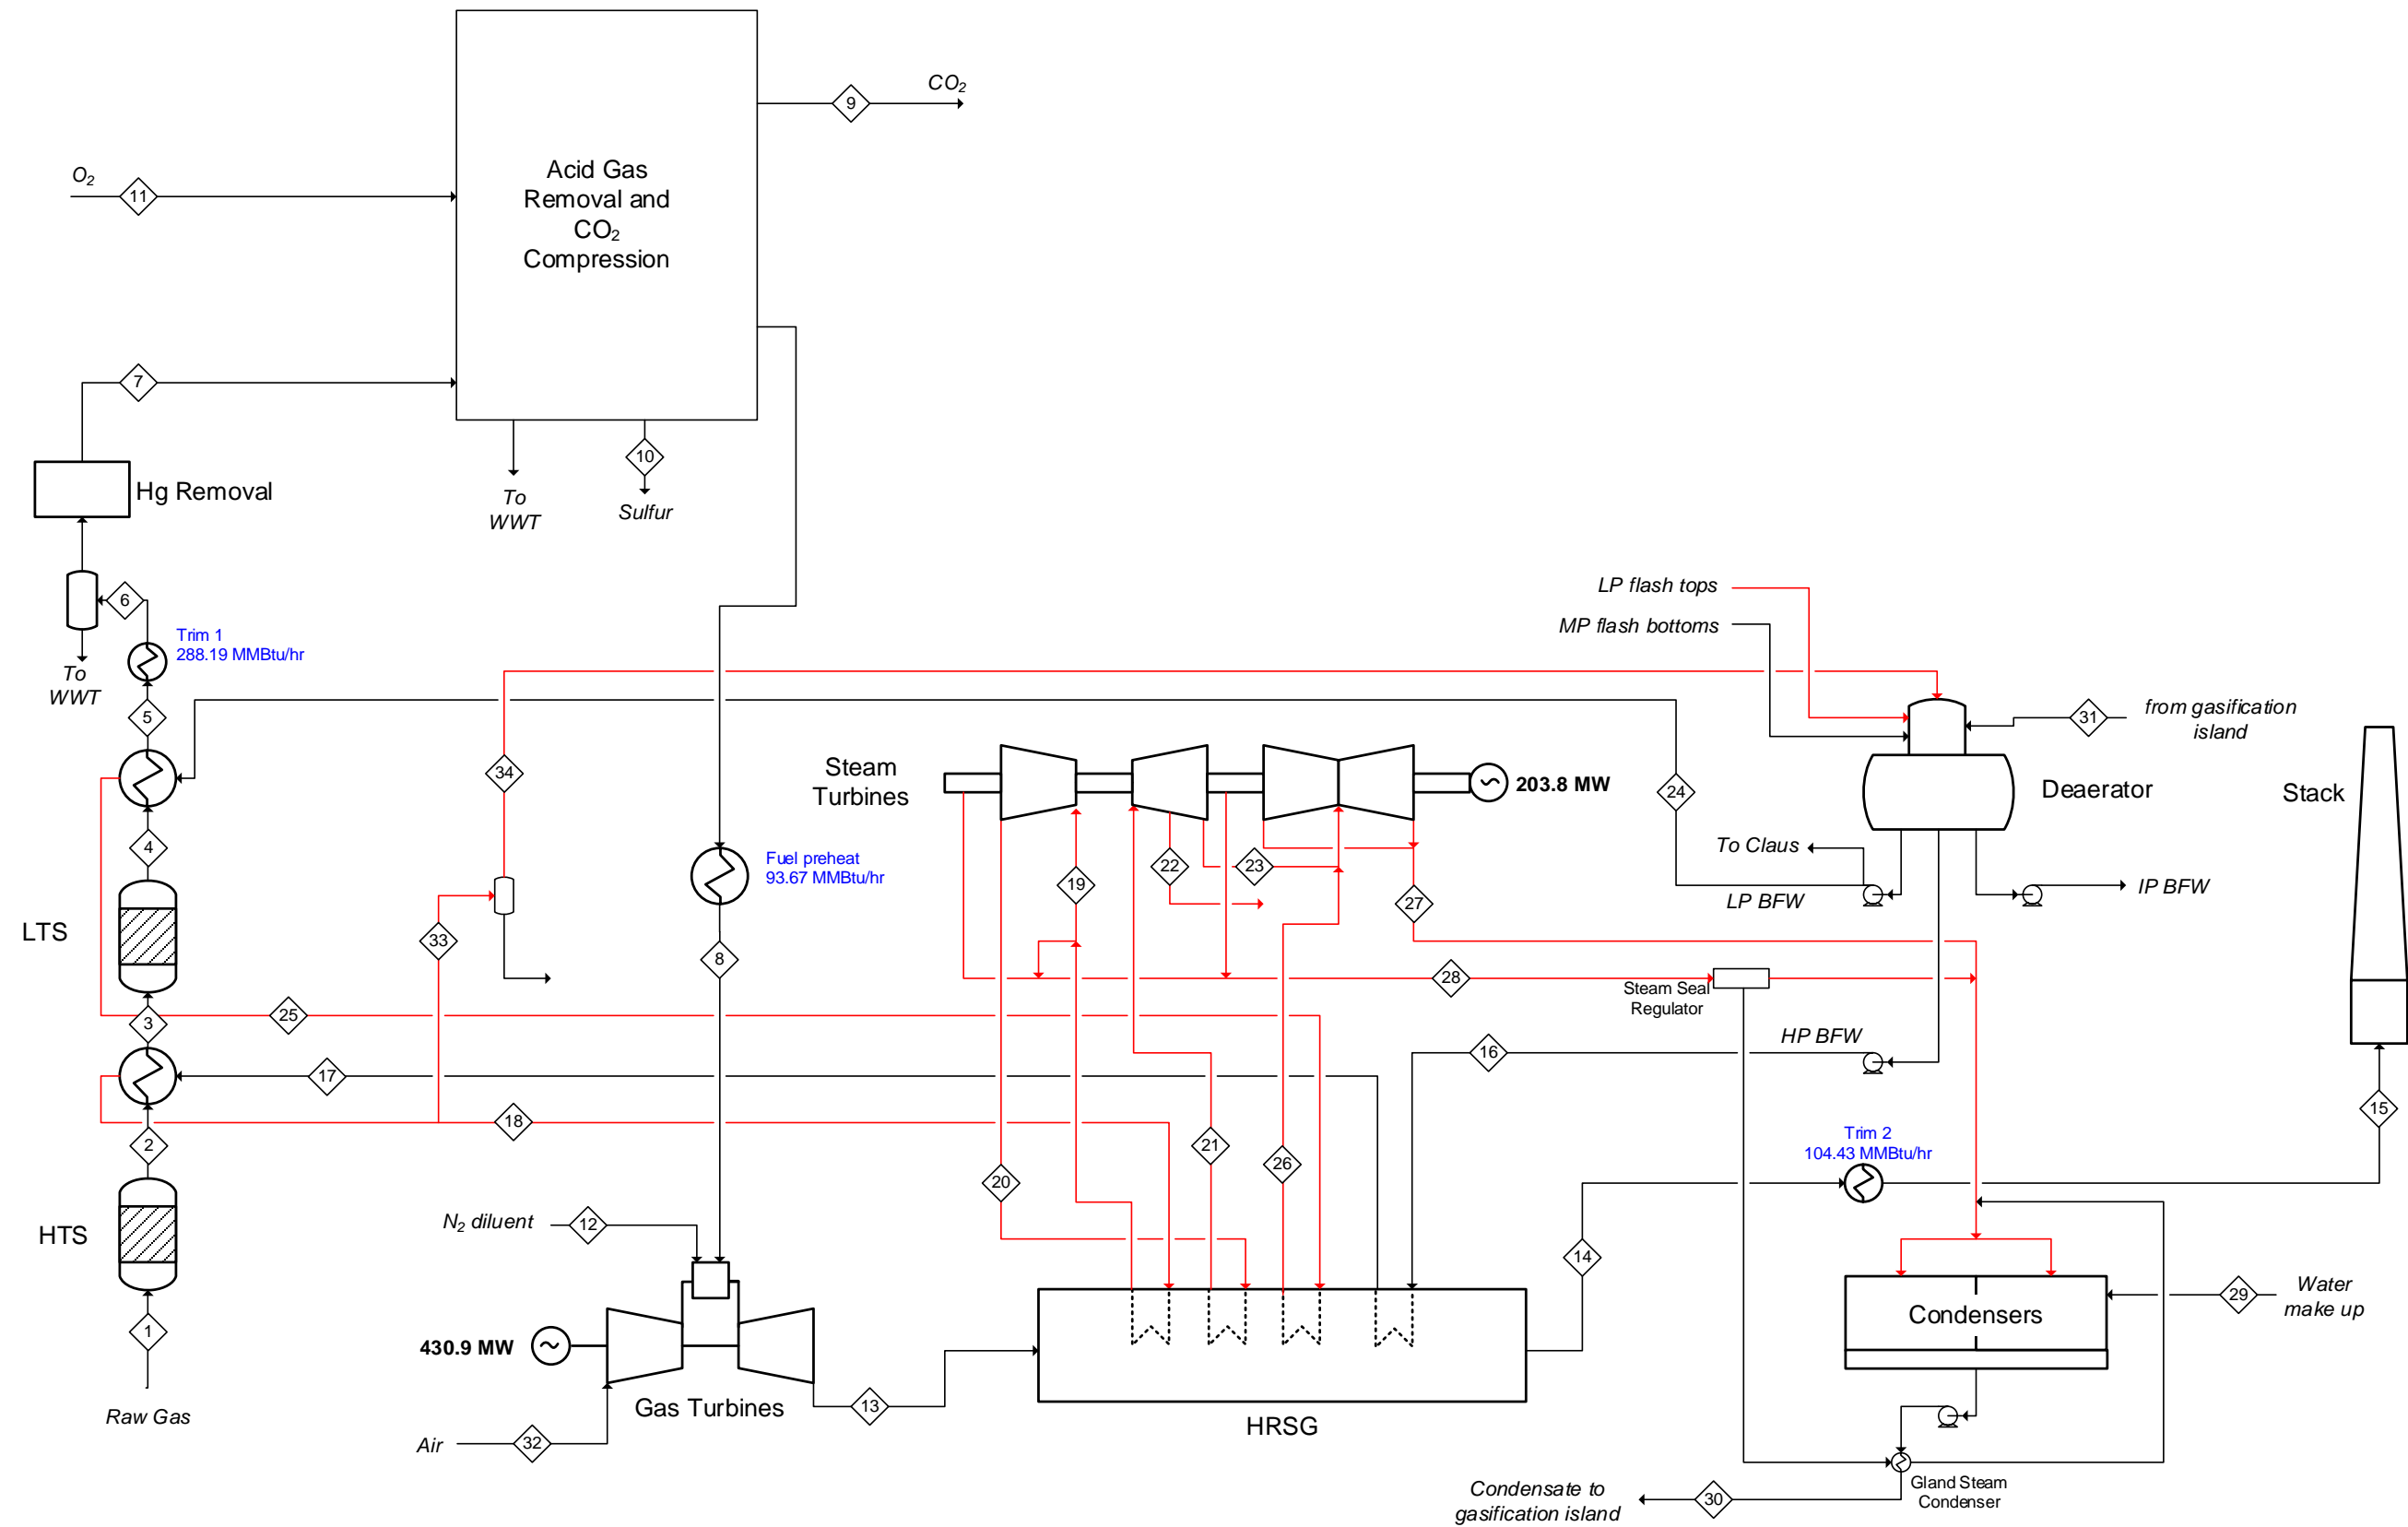 CO₂
9
O₂
11
Acid Gas
Removal and
CO₂
Compression
7
10
Hg Removal
To
WWT
Sulfur
6
Trim 1
288.19 MMBtu/hr
To
WWT
5
4
LTS
3
25
17
18
2
HTS
1
Raw Gas
34
33
Fuel preheat
93.67 MMBtu/hr
8
N₂ diluent
12
430.9 MW
Gas Turbines
Air
32
13
Steam
Turbines
203.8 MW
19
22
23
27
28
20
21
26
16
HRSG
14
LP flash tops
MP flash bottoms
31
from gasification
island
Deaerator
24
To Claus
LP BFW
IP BFW
Stack
Steam Seal
Regulator
HP BFW
15
Trim 2
104.43 MMBtu/hr
Condensers
29
Water
make up
Gland Steam
Condenser
Condensate to
gasification island
30